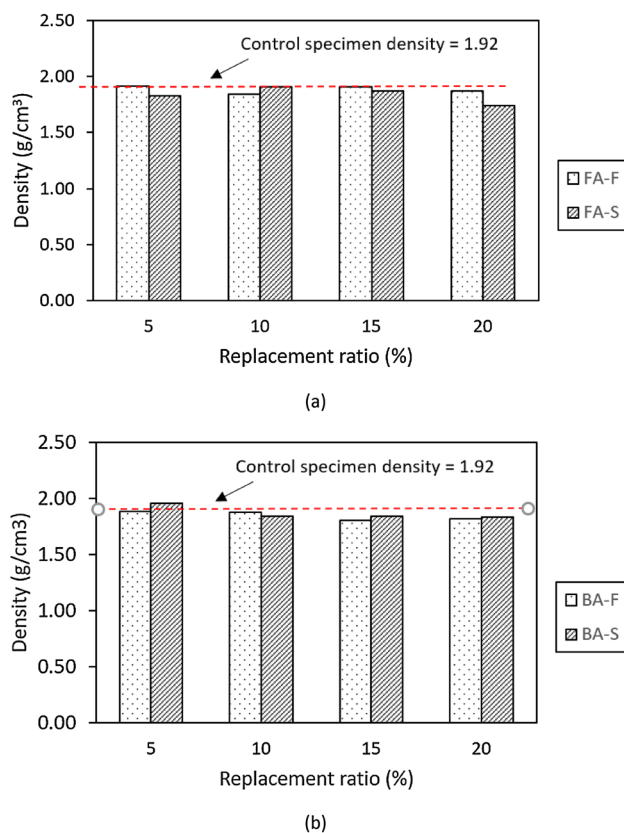 2.50
Control specimen density = 1.92
2.00
1.50
1.00
0.50
0.00
Density (g/cm³)
5 10 15 20
Replacement ratio (%)
FA-F
FA-S
(a)
2.50
Control specimen density = 1.92
2.00
1.50
1.00
0.50
0.00
Density (g/cm3)
5 10 15 20
Replacement ratio (%)
BA-F
BA-S
(b)